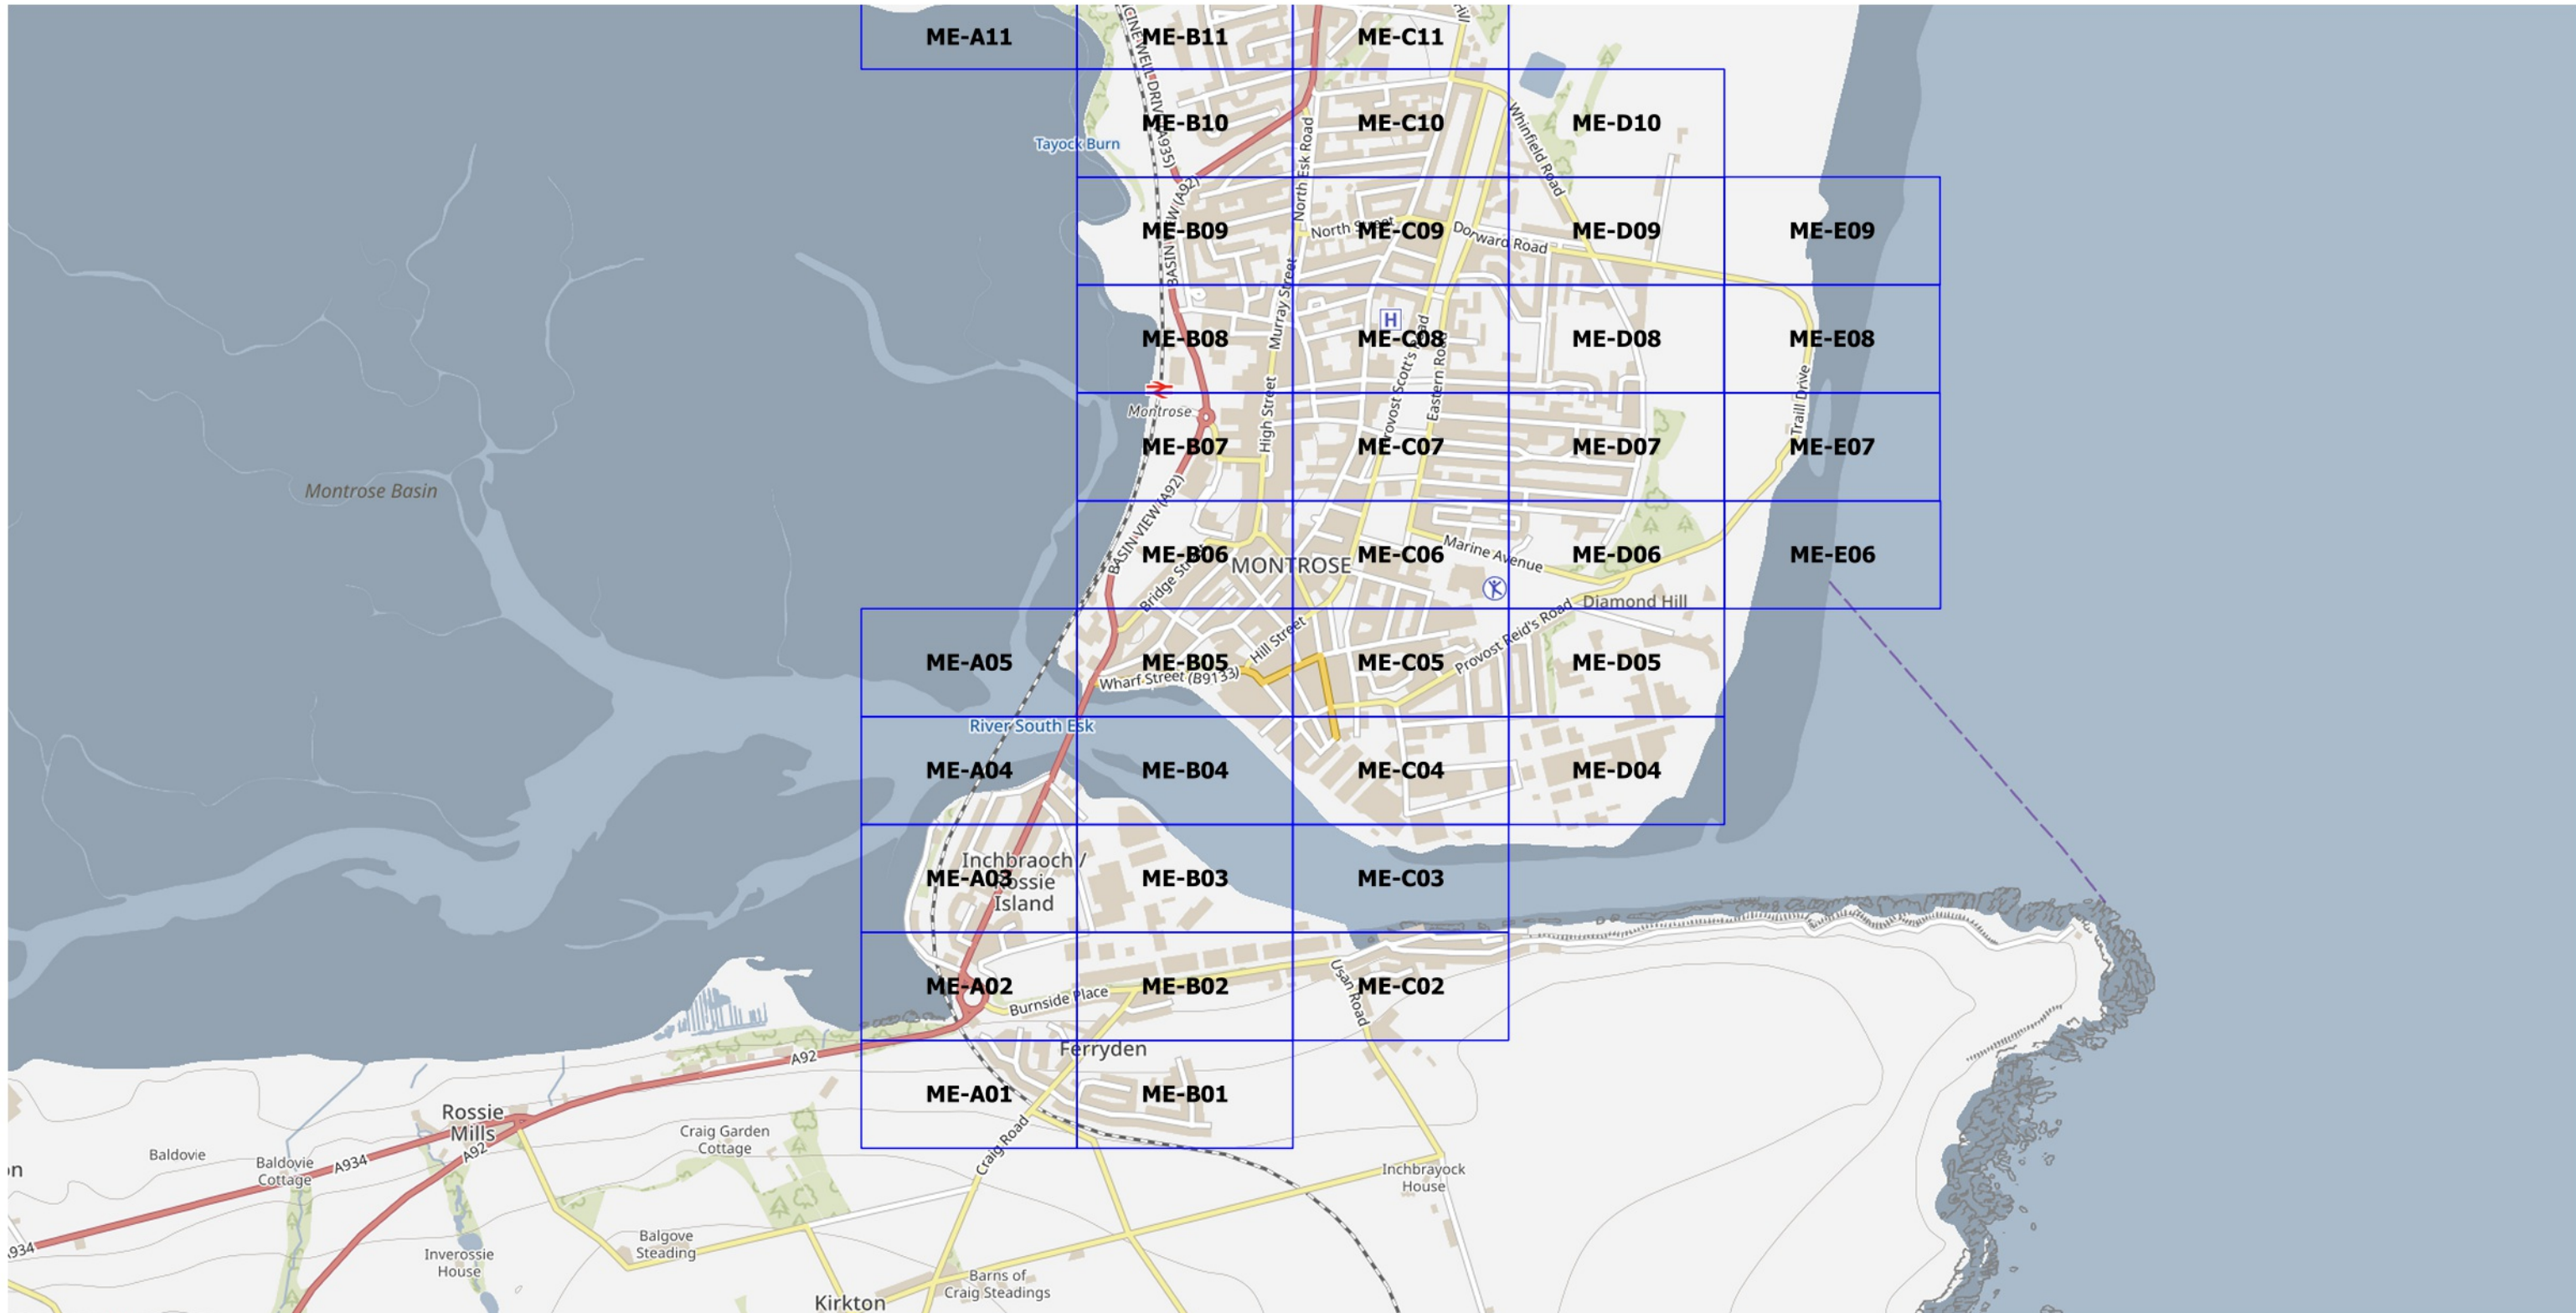 ME-A11
ME-B11
ME-C11
Tayock Burn
ME-B10
ME-C10
ME-D10
Whinfield Road
North Esk Road
BASIN VIEW (A92)
ME-B09
North Street
ME-C09
Dorward Road
ME-D09
ME-E09
Murray Street
H
ME-B08
ME-C08
ME-D08
ME-E08
Provost Scott's Road
Eastern Road
High Street
Traill Drive
Montrose
ME-B07
ME-C07
ME-D07
ME-E07
Montrose Basin
BASIN VIEW (A92)
ME-B06
Bridge Street
MONTROSE
ME-C06
Marine Avenue
ME-D06
ME-E06
Diamond Hill
Hill Street
Provost Reid's Road
ME-A05
ME-B05
ME-C05
ME-D05
Wharf Street (B9133)
River South Esk
ME-A04
ME-B04
ME-C04
ME-D04
Inchbraoch /
Rossie
Island
ME-A03
ME-B03
ME-C03
ME-A02
ME-B02
ME-C02
Burnside Place
Usan Road
A92
Ferryden
ME-A01
ME-B01
Rossie
Mills
Craig Road
Craig Garden
Cottage
Baldovie
Baldovie
Cottage
A934
A92
Inchbrayock
House
A934
Balgove
Steading
Inverossie
House
Barns of
Craig Steadings
Kirkton